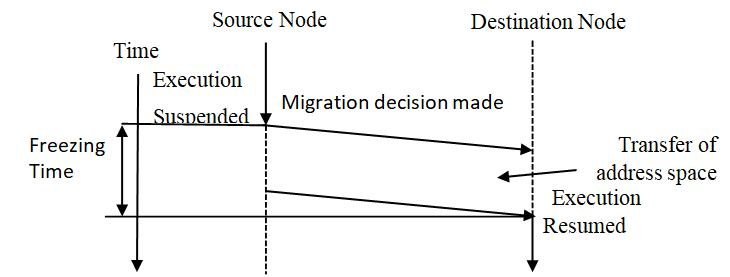 Source Node
Destination Node
Time
Execution
Suspended
Migration decision made
Freezing
Time
Transfer of
address space
Execution
Resumed